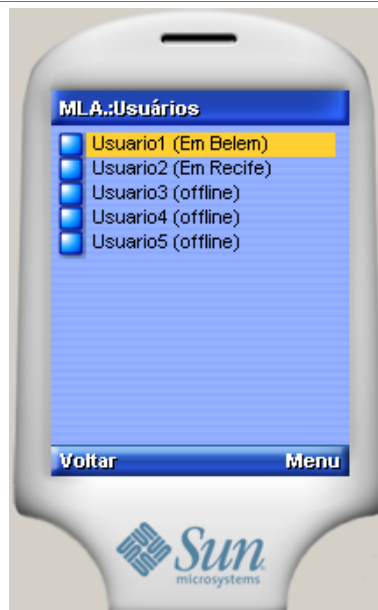 MLA.:Usuários
Usuario1 (Em Belem)
Usuario2 (Em Recife)
Usuario3 (offline)
Usuario4 (offline)
Usuario5 (offline)
Voltar Menu
Sun
microsystems